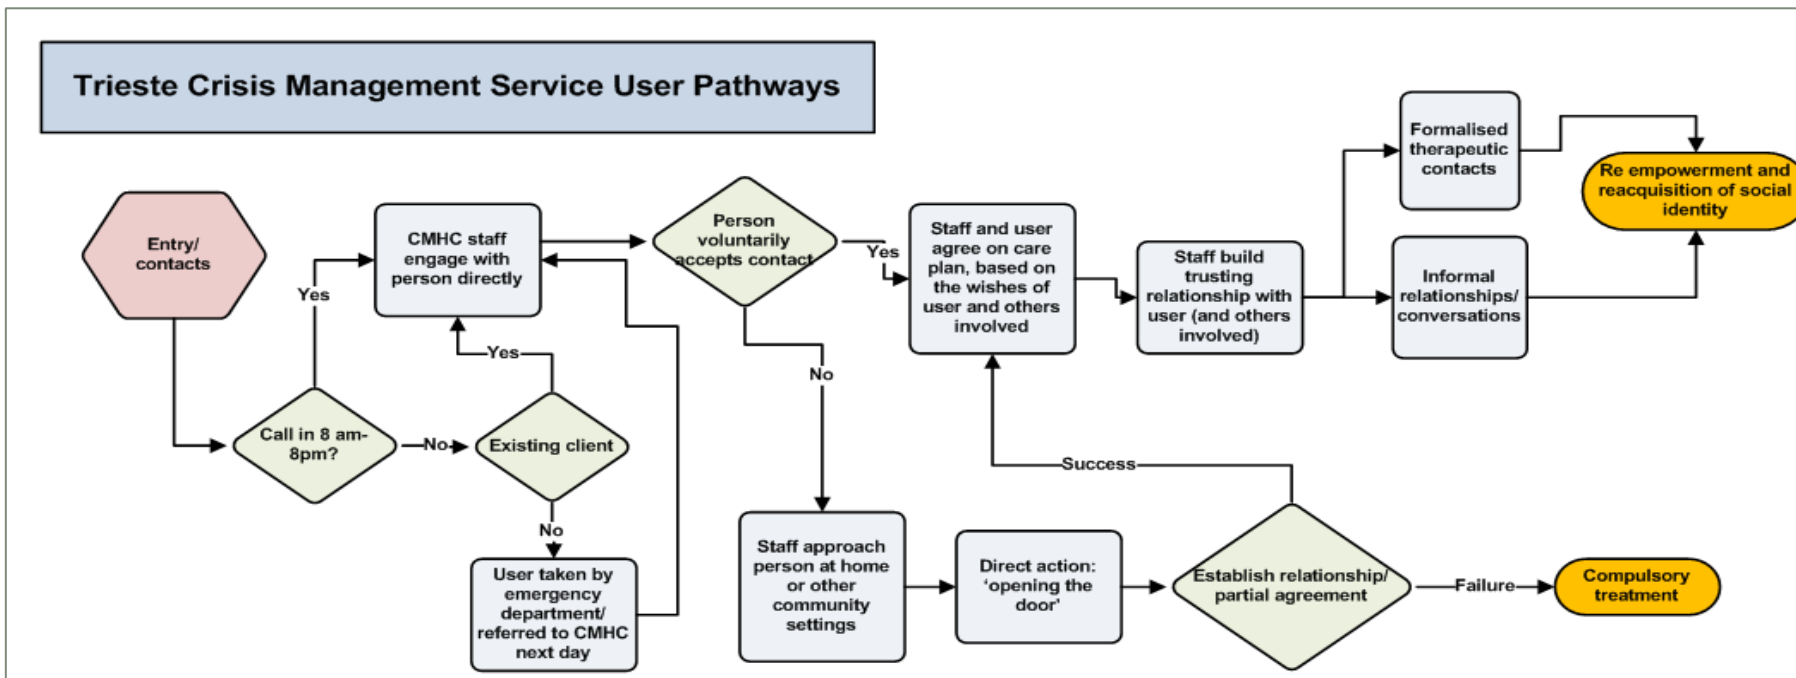 Trieste Crisis Management Service User Pathways
Entry/
contacts
Call in 8 am-
8pm?
Yes
No
CMHC staff
engage with
person directly
Existing client
Yes
No
User taken by
emergency
department/
referred to CMHC
next day
Person
voluntarily
accepts contact
Yes
No
Staff and user
agree on care
plan, based on
the wishes of
user and others
involved
Staff build
trusting
relationship with
user (and others
involved)
Formalised
therapeutic
contacts
Informal
relationships/
conversations
Re empowerment and
reacquisition of social
identity
Staff approach
person at home
or other
community
settings
Direct action:
‘opening the
door’
Establish relationship/
partial agreement
Success
Failure
Compulsory
treatment